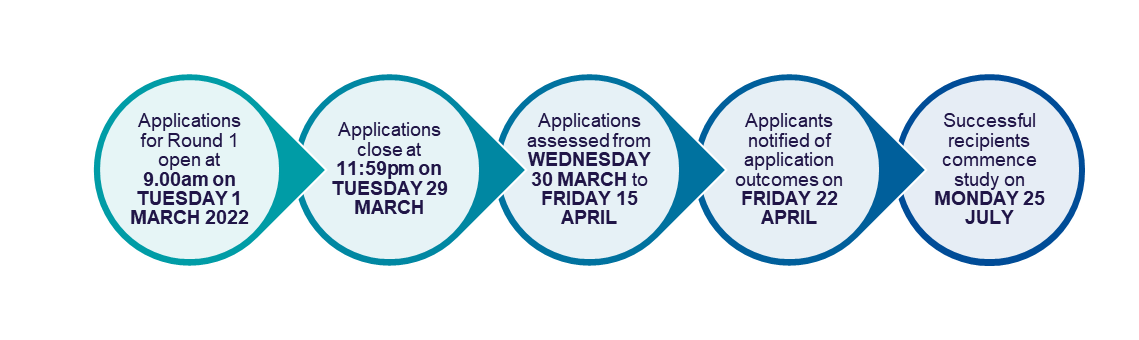 Applications
for Round 1
open at
9.00am on
TUESDAY 1
MARCH 2022
Applications
close at
11:59pm on
TUESDAY 29
MARCH
Applications
assessed from
WEDNESDAY
30 MARCH to
FRIDAY 15
APRIL
Applicants
notified of
application
outcomes on
FRIDAY 22
APRIL
Successful
recipients
commence
study on
MONDAY 25
JULY